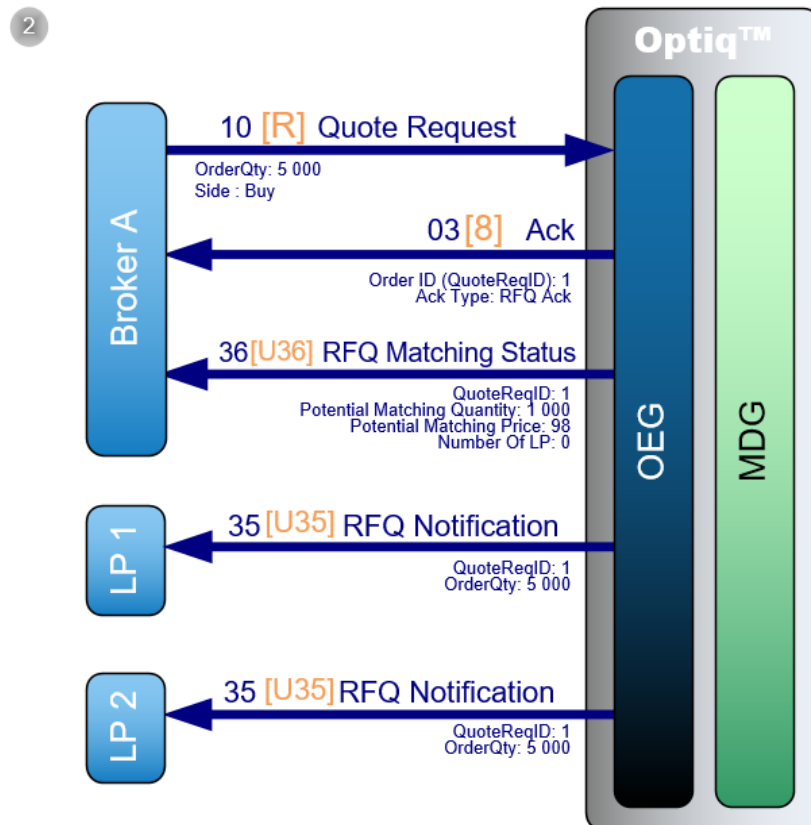 2
Optiq™
10 [R] Quote Request
OrderQty: 5 000
Side : Buy
03 [8] Ack
Order ID (QuoteReqID): 1
Ack Type: RFQ Ack
36 [U36] RFQ Matching Status
QuoteReqID: 1
Potential Matching Quantity: 1 000
Potential Matching Price: 98
Number Of LP: 0
Broker A
OEG
MDG
35 [U35] RFQ Notification
QuoteReqID: 1
OrderQty: 5 000
LP 1
35 [U35] RFQ Notification
QuoteReqID: 1
OrderQty: 5 000
LP 2